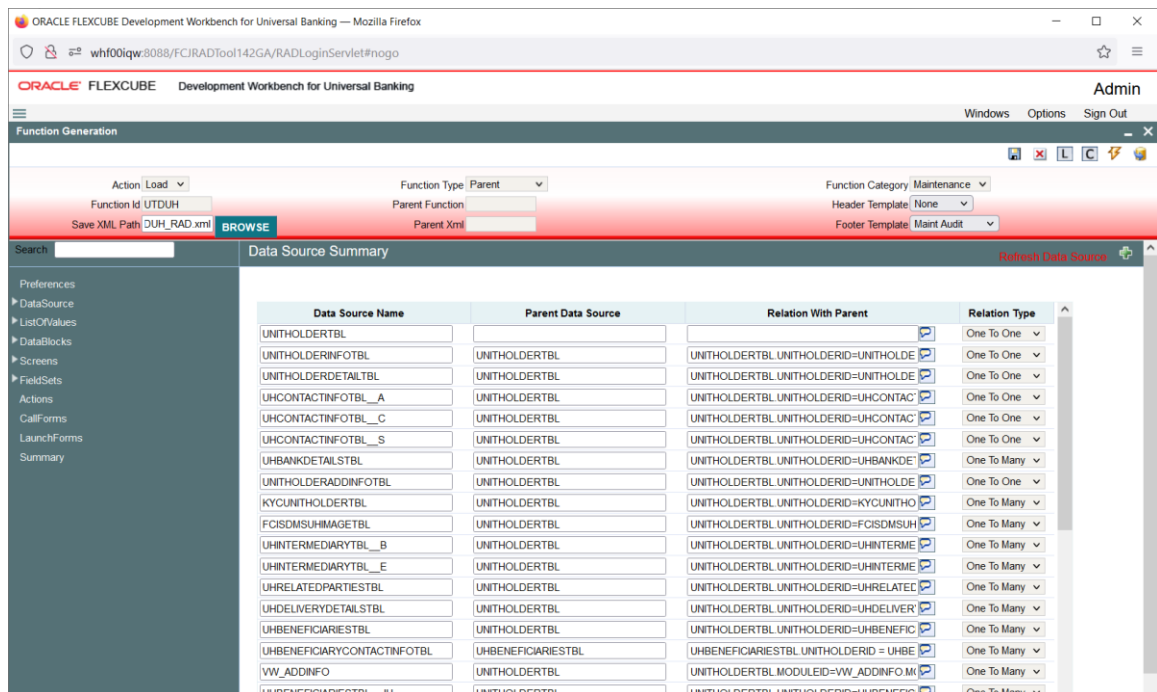 ORACLE FLEXCUBE Development Workbench for Universal Banking — Mozilla Firefox
whf00iqw:8088/FCJRADTool142GA/RADLoginServlet#nogo
ORACLE FLEXCUBE Development Workbench for Universal Banking Admin
Windows Options Sign Out
Function Generation
L C
Action Load Function Type Parent Function Category Maintenance
Function Id UTDUH Parent Function Header Template None
Save XML Path DUH_RAD.xml BROWSE Parent Xml Footer Template Maint Audit
Search Data Source Summary Refresh Data Source
Preferences
DataSource
ListOfValues
DataBlocks
Screens
FieldSets
Actions
CallForms
LaunchForms
Summary
Data Source Name Parent Data Source Relation With Parent Relation Type
UNITHOLDERTBL One To One
UNITHOLDERINFOTBL UNITHOLDERTBL UNITHOLDERTBL.UNITHOLDERID=UNITHOLDE One To One
UNITHOLDERDETAILTBL UNITHOLDERTBL UNITHOLDERTBL.UNITHOLDERID=UNITHOLDE One To One
UHCONTACTINFOTBL__A UNITHOLDERTBL UNITHOLDERTBL.UNITHOLDERID=UHCONTAC One To One
UHCONTACTINFOTBL__C UNITHOLDERTBL UNITHOLDERTBL.UNITHOLDERID=UHCONTAC One To One
UHCONTACTINFOTBL__S UNITHOLDERTBL UNITHOLDERTBL.UNITHOLDERID=UHCONTAC One To One
UHBANKDETAILSTBL UNITHOLDERTBL UNITHOLDERTBL.UNITHOLDERID=UHBANKDE One To Many
UNITHOLDERADDINFOTBL UNITHOLDERTBL UNITHOLDERTBL.UNITHOLDERID=UNITHOLDE One To One
KYCUNITHOLDERTBL UNITHOLDERTBL UNITHOLDERTBL.UNITHOLDERID=KYCUNITHO One To Many
FCISDMSUHIMAGETBL UNITHOLDERTBL UNITHOLDERTBL.UNITHOLDERID=FCISDMSUH One To Many
UHINTERMEDIARYTBL__B UNITHOLDERTBL UNITHOLDERTBL.UNITHOLDERID=UHINTERME One To Many
UHINTERMEDIARYTBL__E UNITHOLDERTBL UNITHOLDERTBL.UNITHOLDERID=UHINTERME One To Many
UHRELATEDPARTIESTBL UNITHOLDERTBL UNITHOLDERTBL.UNITHOLDERID=UHRELATE One To Many
UHDELIVERYDETAILSTBL UNITHOLDERTBL UNITHOLDERTBL.UNITHOLDERID=UHDELIVER One To Many
UHBENEFICIARIESTBL UNITHOLDERTBL UNITHOLDERTBL.UNITHOLDERID=UHBENEFIC One To Many
UHBENEFICIARYCONTACTINFOTBL UHBENEFICIARIESTBL UHBENEFICIARIESTBL.UNITHOLDERID = UHBE One To Many
VW_ADDINFO UNITHOLDERTBL UNITHOLDERTBL.MODULEID=VW_ADDINFO.M One To Many